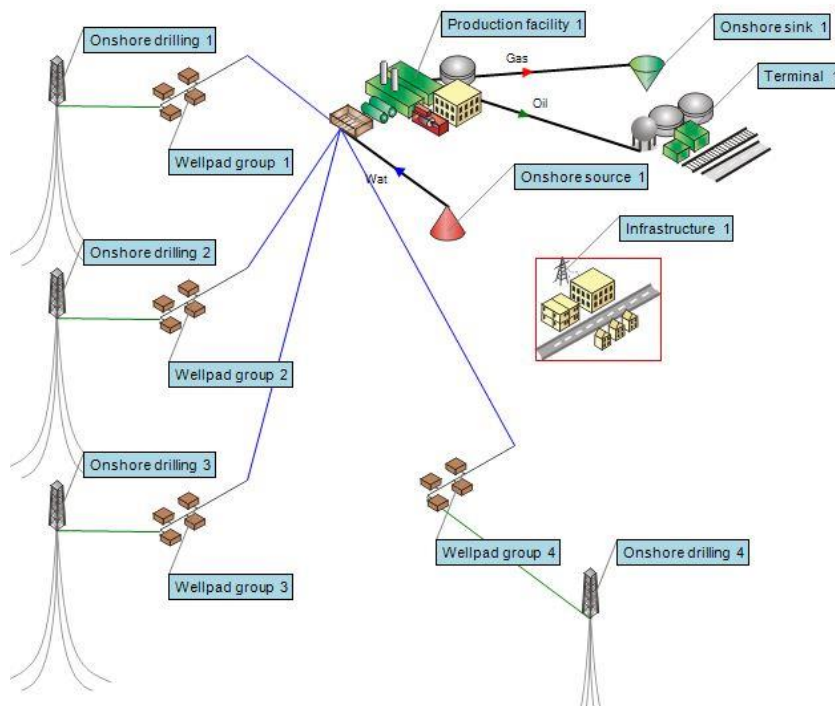 Onshore drilling 1
Production facility 1
Onshore sink 1
Gas
Terminal 1
Oil
Wellpad group 1
Wat
Onshore source 1
Infrastructure 1
Onshore drilling 2
Wellpad group 2
Onshore drilling 3
Wellpad group 3
Wellpad group 4
Onshore drilling 4